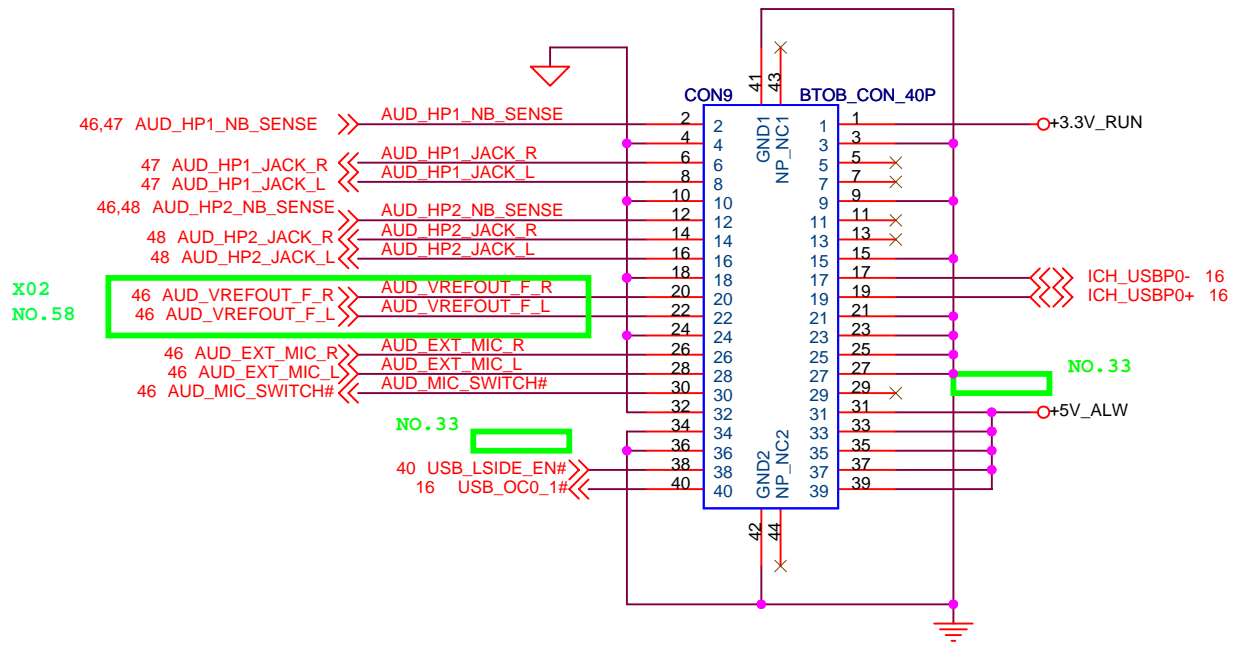 41
43
CON9 BTOB_CON_40P
GND1
NP_NC1
46,47 AUD_HP1_NB_SENSE AUD_HP1_NB_SENSE 2 2 1 1 +3.3V_RUN
4 4 3 3
47 AUD_HP1_JACK_R AUD_HP1_JACK_R 6 6 5 5
47 AUD_HP1_JACK_L AUD_HP1_JACK_L 8 8 7 7
10 10 9 9
46,48 AUD_HP2_NB_SENSE AUD_HP2_NB_SENSE 12 12 11 11
48 AUD_HP2_JACK_R AUD_HP2_JACK_R 14 14 13 13
48 AUD_HP2_JACK_L AUD_HP2_JACK_L 16 16 15 15
18 18 17 17 ICH_USBP0- 16
X02
46 AUD_VREFOUT_F_R AUD_VREFOUT_F_R 20 20 19 19 ICH_USBP0+ 16
NO.58
46 AUD_VREFOUT_F_L AUD_VREFOUT_F_L 22 22 21 21
24 24 23 23
46 AUD_EXT_MIC_R AUD_EXT_MIC_R 26 26 25 25
46 AUD_EXT_MIC_L AUD_EXT_MIC_L 28 28 27 27
NO.33
46 AUD_MIC_SWITCH# AUD_MIC_SWITCH# 30 30 29 29
32 32 31 31 +5V_ALW
NO.33
34 34 33 33
36 36 35 35
40 USB_LSIDE_EN# 38 38 37 37
16 USB_OC0_1# 40 40 39 39
GND2
NP_NC2
42
44